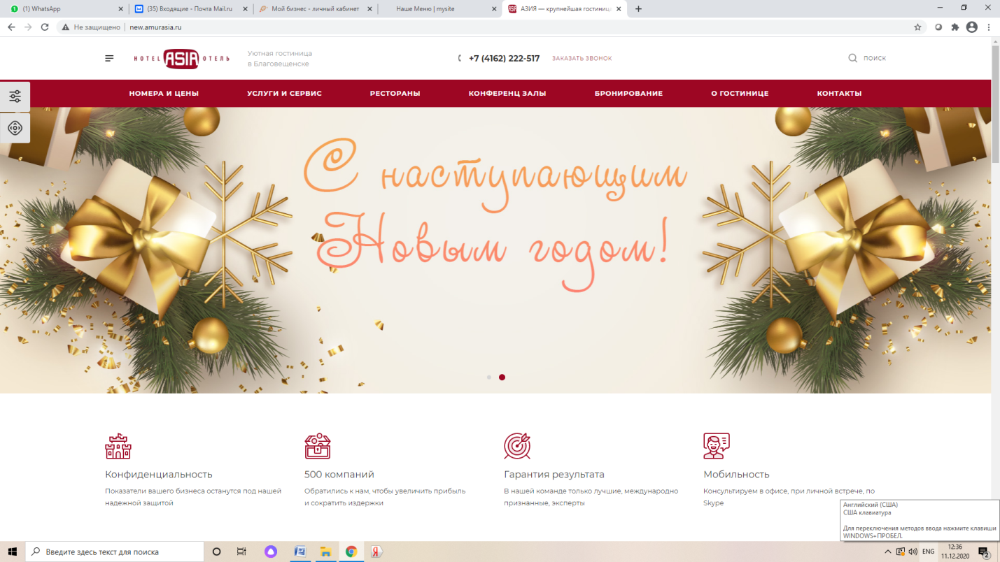 (1) WhatsApp
(35) Входящие - Почта Mail.ru
Мой бизнес - личный кабинет
Наше Меню | mysite
АЗИЯ — крупнейшая гостиница
Не защищено | new.amurasia.ru
HOTEL ASIA ОТЕЛЬ
Уютная гостиница
в Благовещенске
+7 (4162) 222-517
ЗАКАЗАТЬ ЗВОНОК
ПОИСК
НОМЕРА И ЦЕНЫ
УСЛУГИ И СЕРВИС
РЕСТОРАНЫ
КОНФЕРЕНЦ ЗАЛЫ
БРОНИРОВАНИЕ
О ГОСТИНИЦЕ
КОНТАКТЫ
С наступающим
Новым годом!
Конфиденциальность
Показатели вашего бизнеса останутся под нашей
надежной защитой
500 компаний
Обратились к нам, чтобы увеличить прибыль
и сократить издержки
Гарантия результата
В нашей команде только лучшие, международно
признанные, эксперты
Мобильность
Консультируем в офисе, при личной встрече, по
Skype
Английский (США)
США клавиатура
Для переключения методов ввода нажмите клавиши
WINDOWS+ПРОБЕЛ.
Введите здесь текст для поиска
ENG
12:36
11.12.2020
2